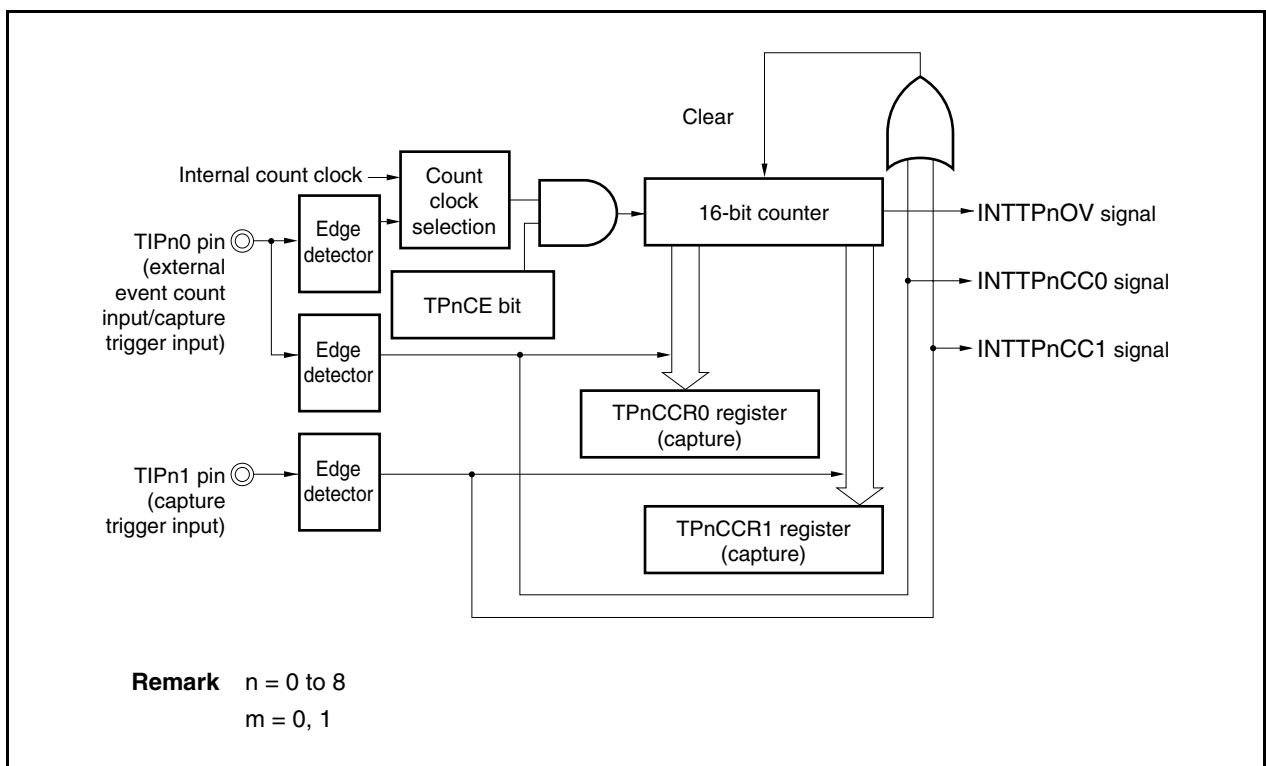 Clear
Internal count clock
Count
clock
selection
16-bit counter
INTTPnOV signal
Edge
detector
TIPn0 pin
(external
event count
input/capture
trigger input)
TPnCE bit
INTTPnCC0 signal
Edge
detector
INTTPnCC1 signal
TPnCCR0 register
(capture)
Edge
detector
TIPn1 pin
(capture
trigger input)
TPnCCR1 register
(capture)
Remark n = 0 to 8
m = 0, 1